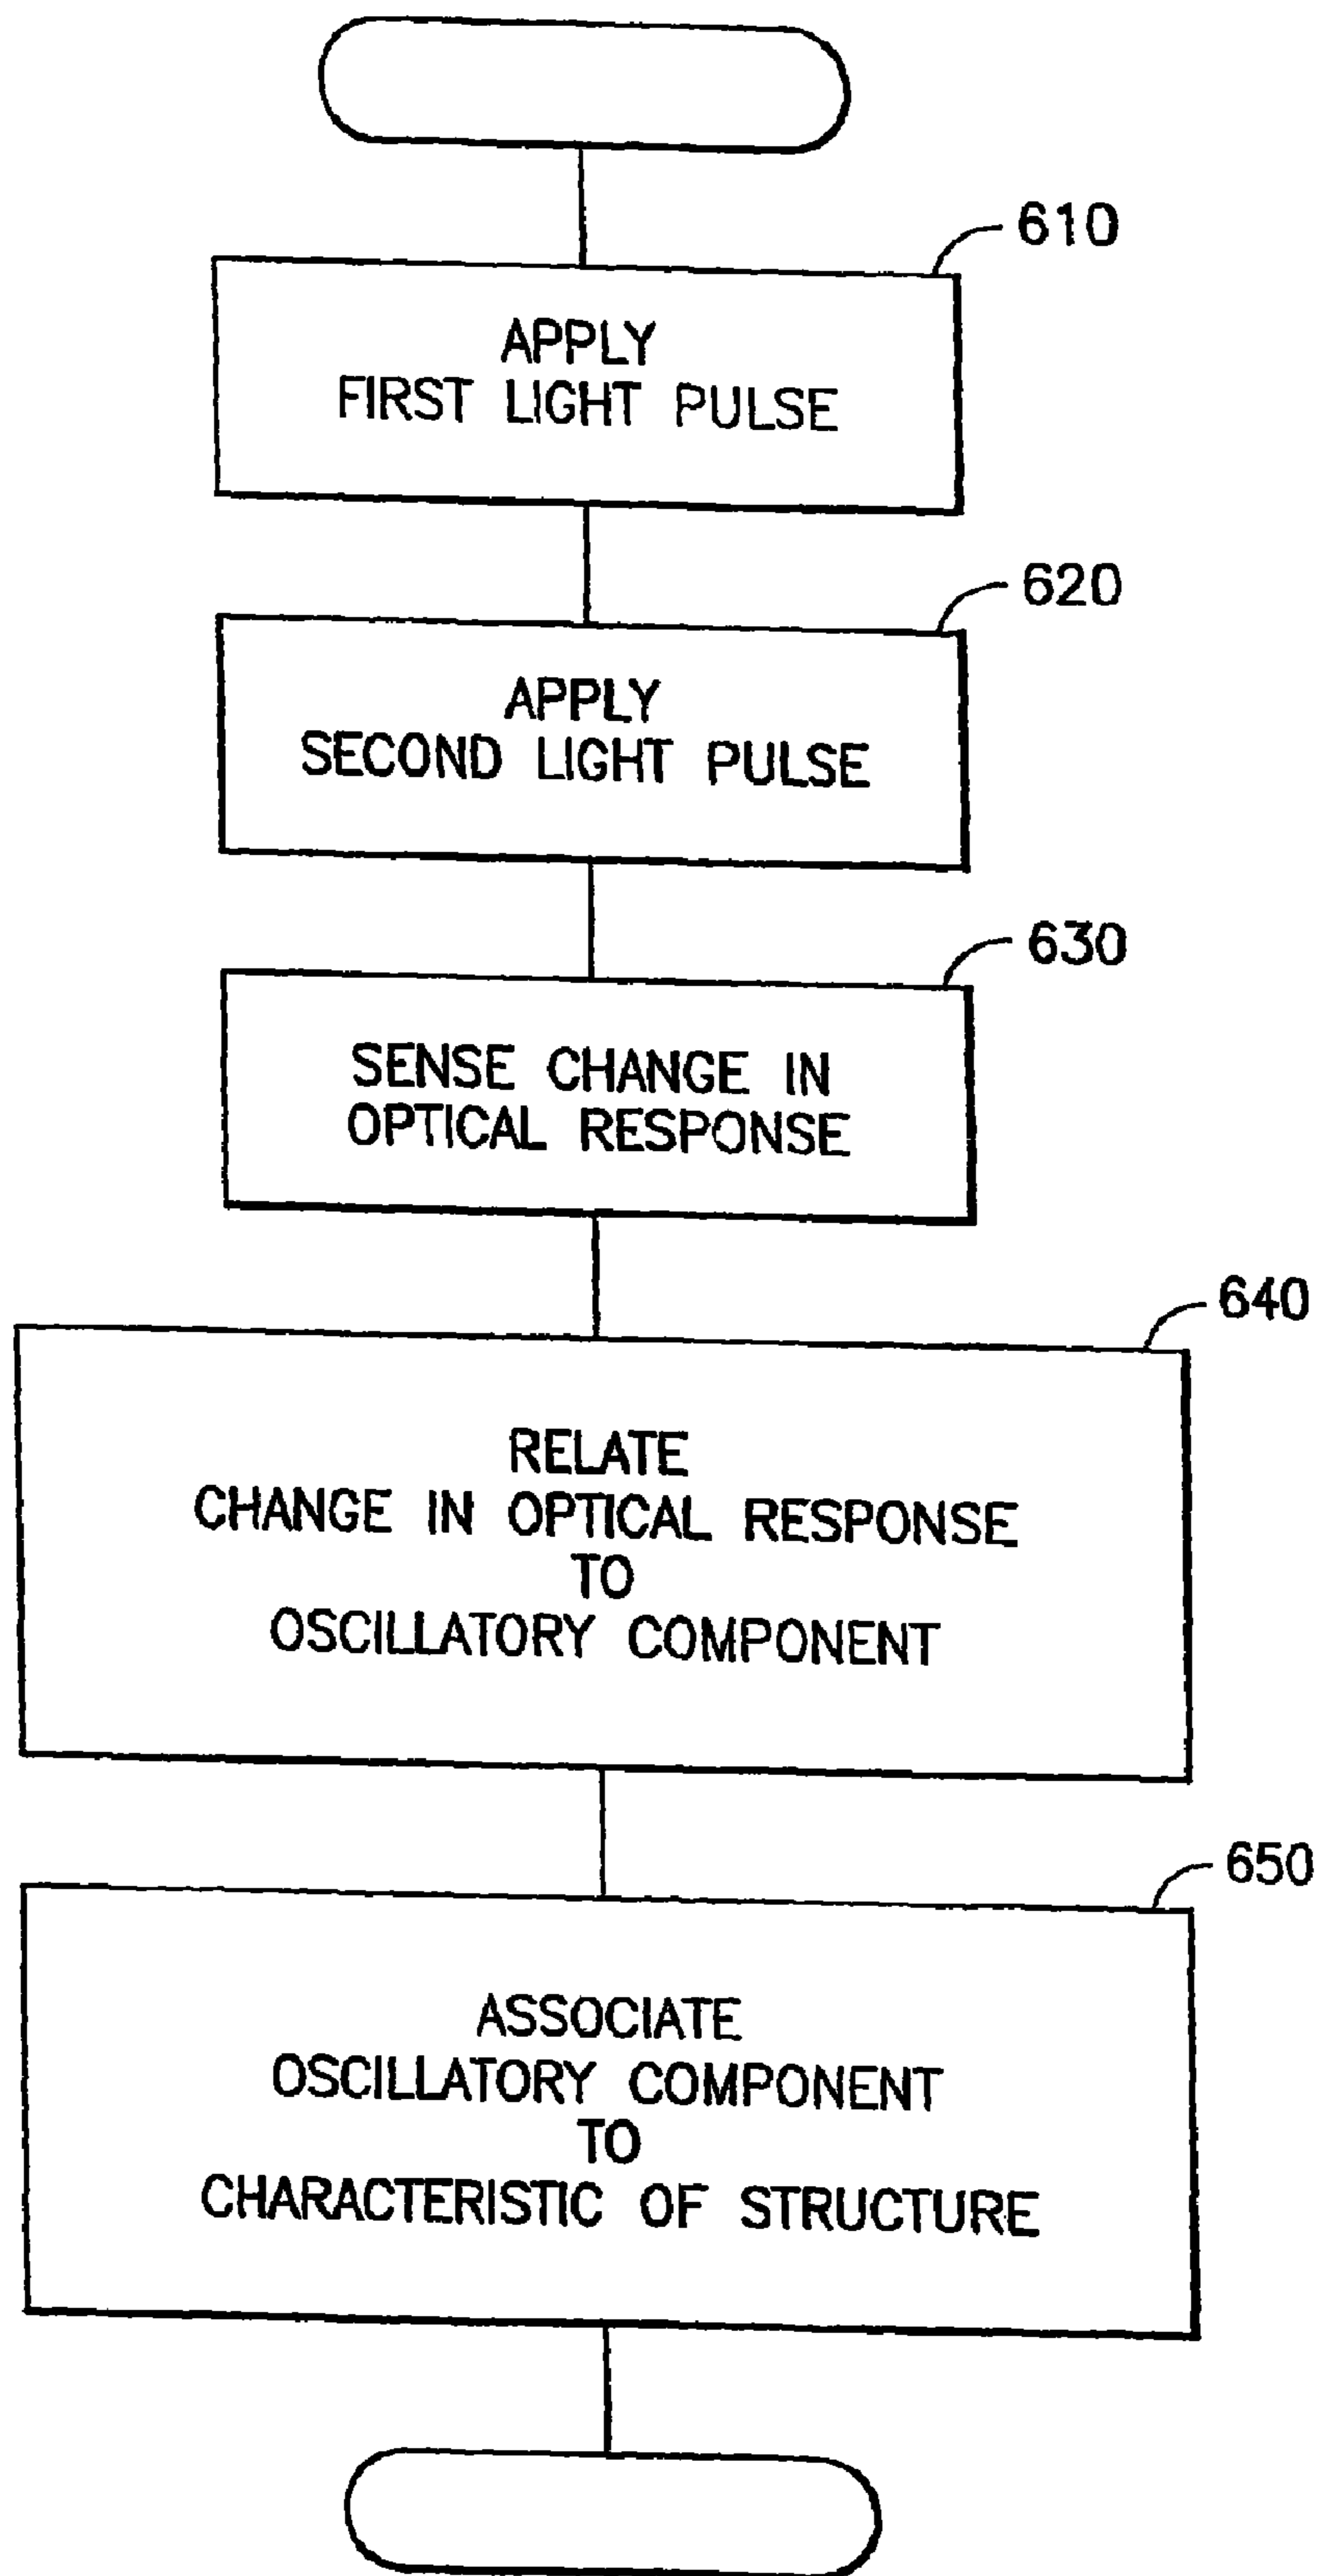 610
APPLY
FIRST LIGHT PULSE
620
APPLY
SECOND LIGHT PULSE
630
SENSE CHANGE IN
OPTICAL RESPONSE
640
RELATE
CHANGE IN OPTICAL RESPONSE
TO
OSCILLATORY COMPONENT
650
ASSOCIATE
OSCILLATORY COMPONENT
TO
CHARACTERISTIC OF STRUCTURE